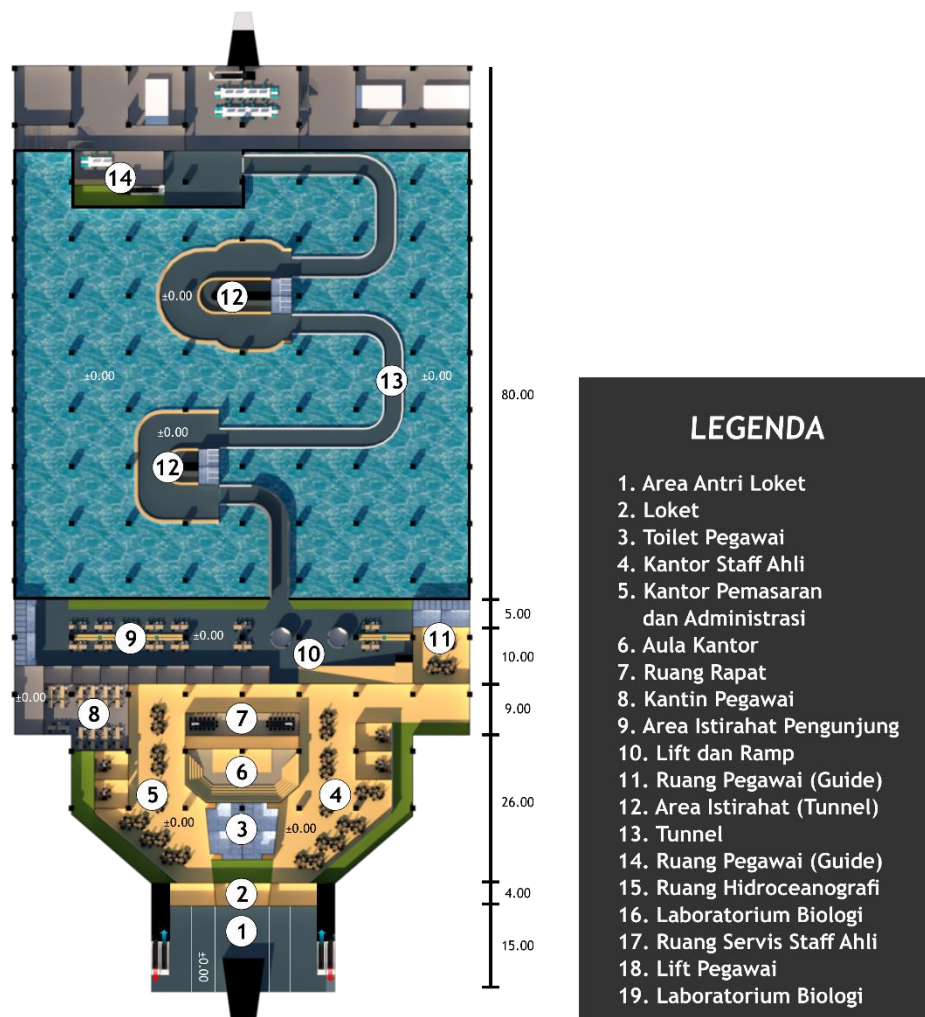 14
12
±0.00
13
±0.00
±0.00
80.00
±0.00
12
5.00
9
±0.00
10
11
10.00
±0.00
8
7
9.00
6
5
4
3
±0.00
±0.00
26.00
2
4.00
1
±0.00
15.00
LEGENDA
1. Area Antri Loket
2. Loket
3. Toilet Pegawai
4. Kantor Staff Ahli
5. Kantor Pemasaran
dan Administrasi
6. Aula Kantor
7. Ruang Rapat
8. Kantin Pegawai
9. Area Istirahat Pengunjung
10. Lift dan Ramp
11. Ruang Pegawai (Guide)
12. Area Istirahat (Tunnel)
13. Tunnel
14. Ruang Pegawai (Guide)
15. Ruang Hidroceanografi
16. Laboratorium Biologi
17. Ruang Servis Staff Ahli
18. Lift Pegawai
19. Laboratorium Biologi